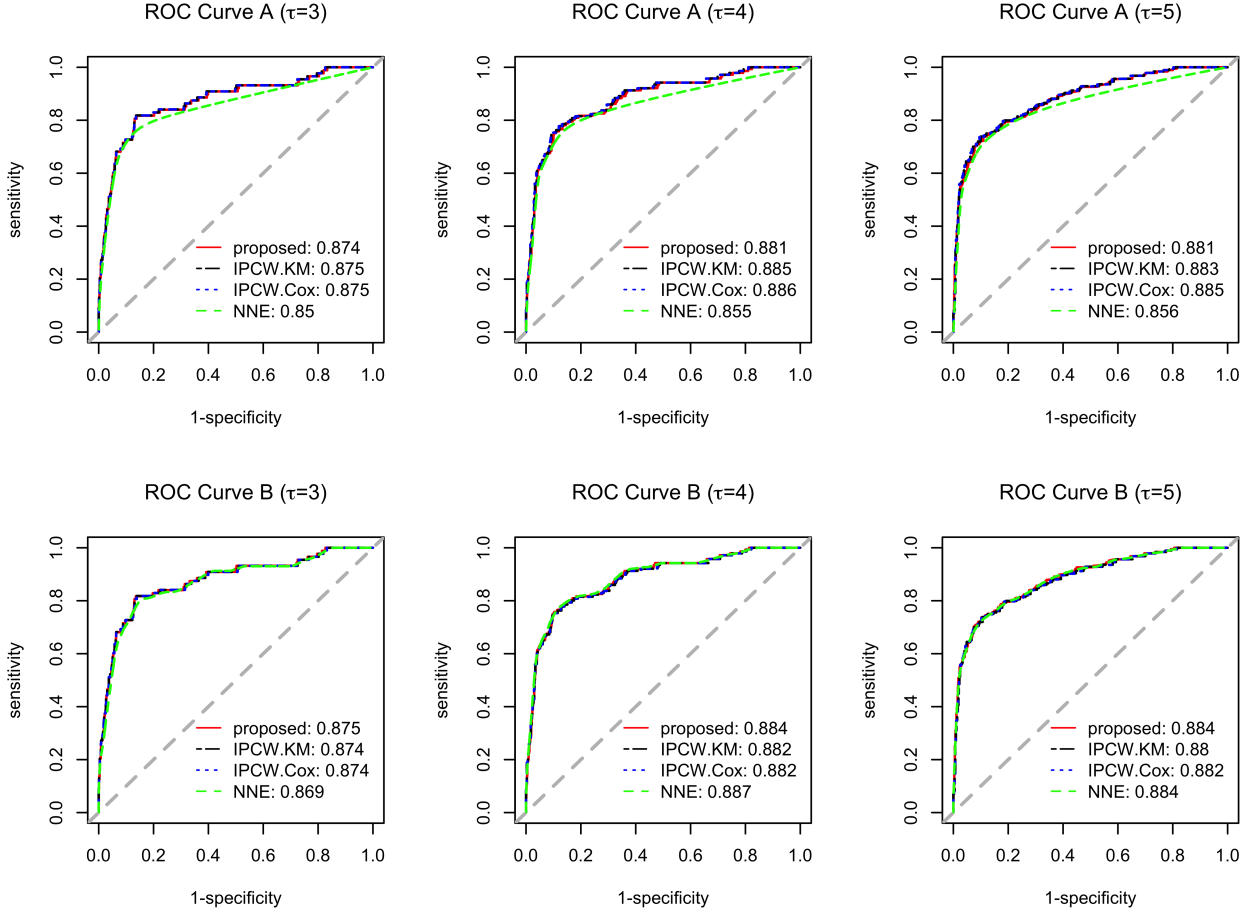 ROC Curve A (τ=3)
sensitivity
0.0 0.2 0.4 0.6 0.8 1.0
proposed: 0.874
IPCW.KM: 0.875
IPCW.Cox: 0.875
NNE: 0.85
0.0 0.2 0.4 0.6 0.8 1.0
1-specificity
ROC Curve A (τ=4)
sensitivity
0.0 0.2 0.4 0.6 0.8 1.0
proposed: 0.881
IPCW.KM: 0.885
IPCW.Cox: 0.886
NNE: 0.855
0.0 0.2 0.4 0.6 0.8 1.0
1-specificity
ROC Curve A (τ=5)
sensitivity
0.0 0.2 0.4 0.6 0.8 1.0
proposed: 0.881
IPCW.KM: 0.883
IPCW.Cox: 0.885
NNE: 0.856
0.0 0.2 0.4 0.6 0.8 1.0
1-specificity
ROC Curve B (τ=3)
sensitivity
0.0 0.2 0.4 0.6 0.8 1.0
proposed: 0.875
IPCW.KM: 0.874
IPCW.Cox: 0.874
NNE: 0.869
0.0 0.2 0.4 0.6 0.8 1.0
1-specificity
ROC Curve B (τ=4)
sensitivity
0.0 0.2 0.4 0.6 0.8 1.0
proposed: 0.884
IPCW.KM: 0.882
IPCW.Cox: 0.882
NNE: 0.887
0.0 0.2 0.4 0.6 0.8 1.0
1-specificity
ROC Curve B (τ=5)
sensitivity
0.0 0.2 0.4 0.6 0.8 1.0
proposed: 0.884
IPCW.KM: 0.88
IPCW.Cox: 0.882
NNE: 0.884
0.0 0.2 0.4 0.6 0.8 1.0
1-specificity